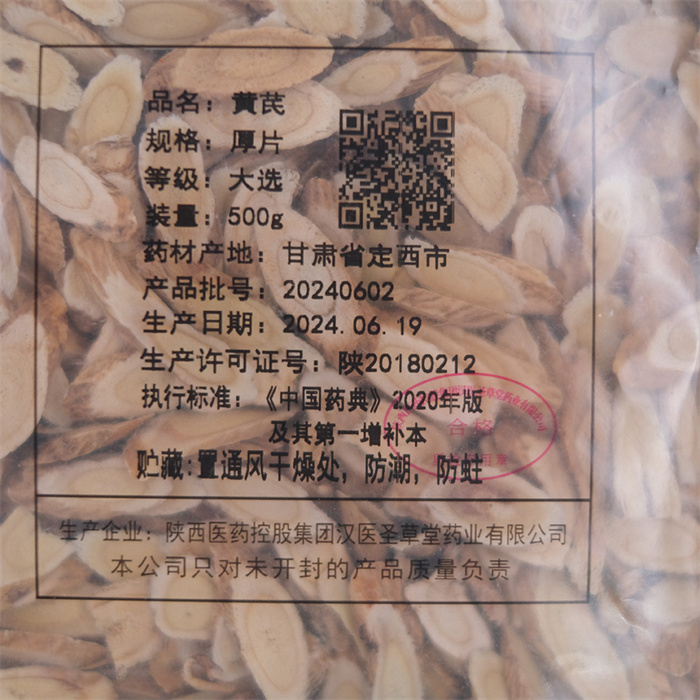 品名：黄芪
规格：厚片
等级：大选
装量：500g
药材产地：甘肃省定西市
产品批号：20240602
生产日期：2024.06.19
生产许可证号：陕20180212
执行标准：《中国药典》2020年版
及其第一增补本
贮藏:置通风干燥处，防潮，防蛀
合格
生产企业：陕西医药控股集团汉医圣草堂药业有限公司
本公司只对未开封的产品质量负责